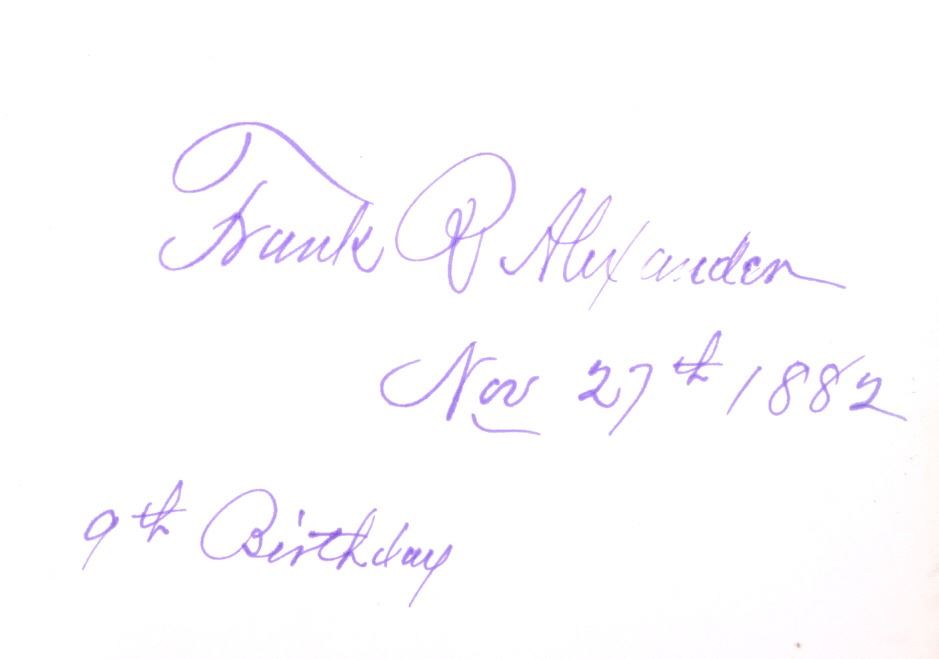 Frank P Alexander
Nov 27th 1882
9th Birthday